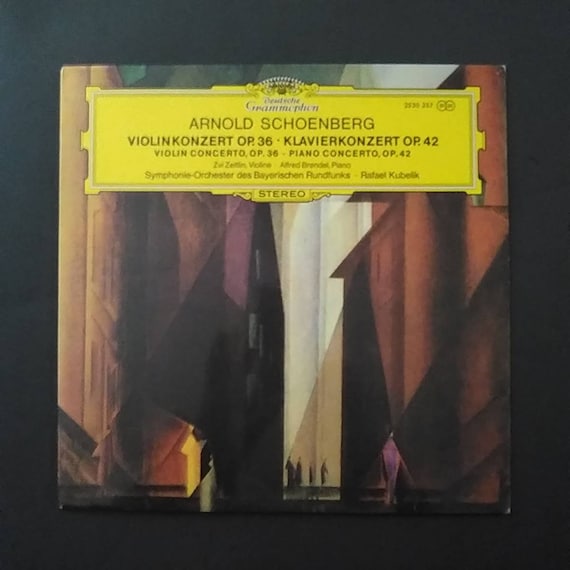 Deutsche
Grammophon
2530 257
ARNOLD SCHOENBERG
VIOLINKONZERT OP. 36 · KLAVIERKONZERT OP. 42
VIOLIN CONCERTO, OP. 36 · PIANO CONCERTO, OP. 42
Zvi Zeitlin, Violine · Alfred Brendel, Piano
Symphonie-Orchester des Bayerischen Rundfunks · Rafael Kubelik
STEREO